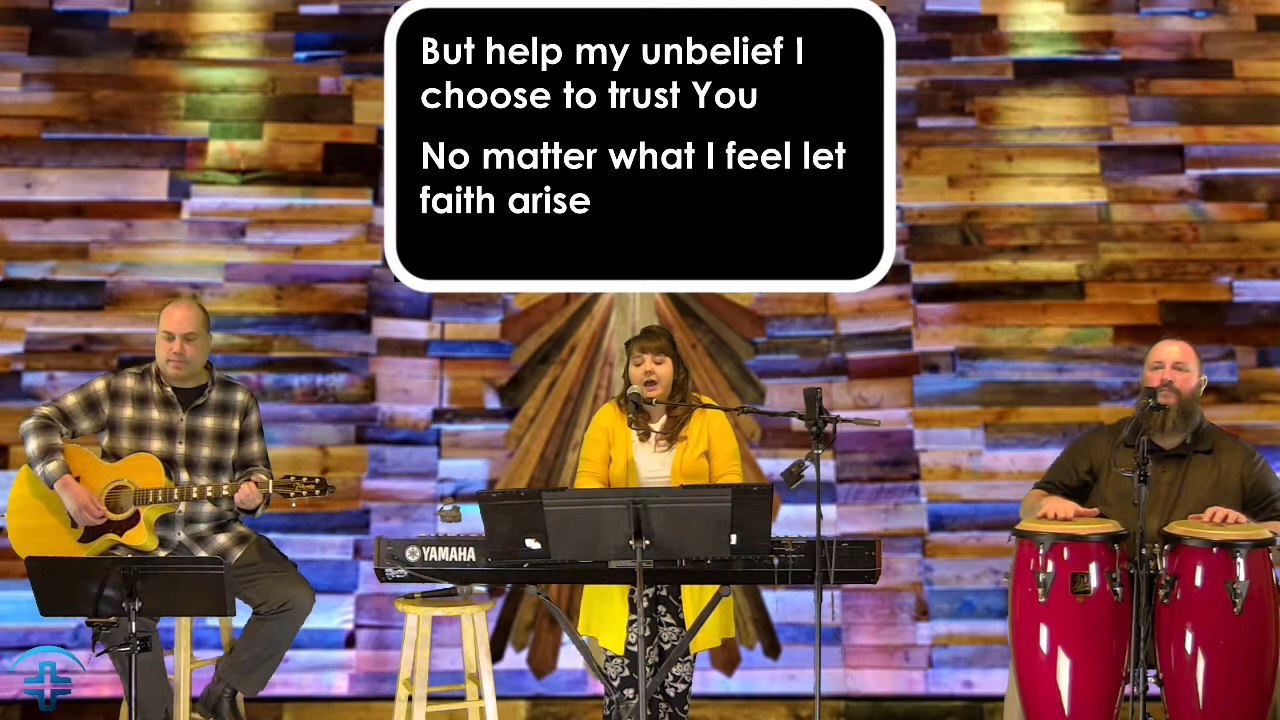 But help my unbelief I
choose to trust You
No matter what I feel let
faith arise
YAMAHA